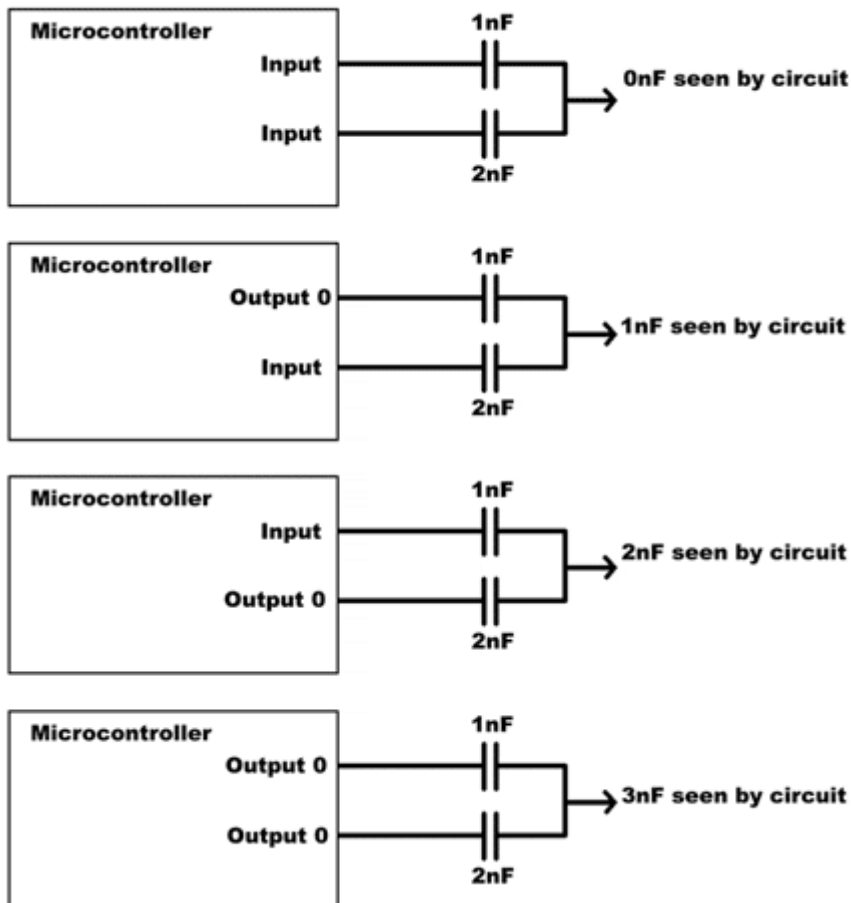 Microcontroller
1nF
Input
0nF seen by circuit
Input
2nF
Microcontroller
1nF
Output 0
1nF seen by circuit
Input
2nF
Microcontroller
1nF
Input
2nF seen by circuit
Output 0
2nF
Microcontroller
1nF
Output 0
3nF seen by circuit
Output 0
2nF